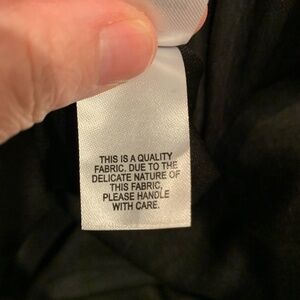 THIS IS A QUALITY
FABRIC. DUE TO THE
DELICATE NATURE OF
THIS FABRIC,
PLEASE HANDLE
WITH CARE.